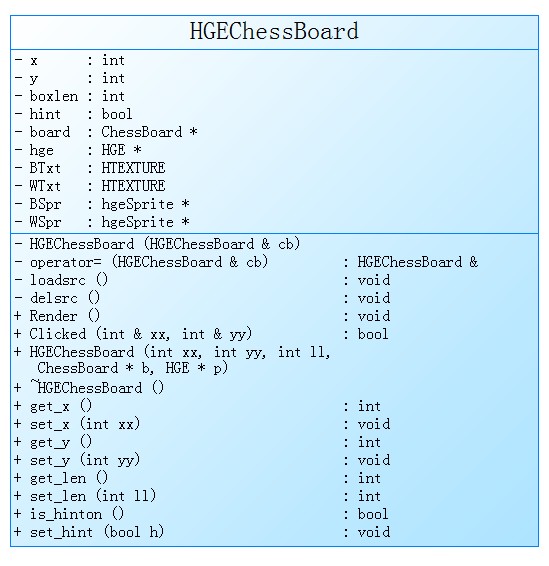 HGEChessBoard
- x : int
- y : int
- boxlen : int
- hint : bool
- board : ChessBoard *
- hge : HGE *
- BTxt : HTEXTURE
- WTxt : HTEXTURE
- BSpr : hgeSprite *
- WSpr : hgeSprite *
- HGEChessBoard (HGEChessBoard & cb)
- operator= (HGEChessBoard & cb) : HGEChessBoard &
- loadsrc () : void
- delsrc () : void
+ Render () : void
+ Clicked (int & xx, int & yy) : bool
+ HGEChessBoard (int xx, int yy, int ll,
ChessBoard * b, HGE * p)
+ ~HGEChessBoard ()
+ get_x () : int
+ set_x (int xx) : void
+ get_y () : int
+ set_y (int yy) : void
+ get_len () : int
+ set_len (int ll) : int
+ is_hinton () : bool
+ set_hint (bool h) : void